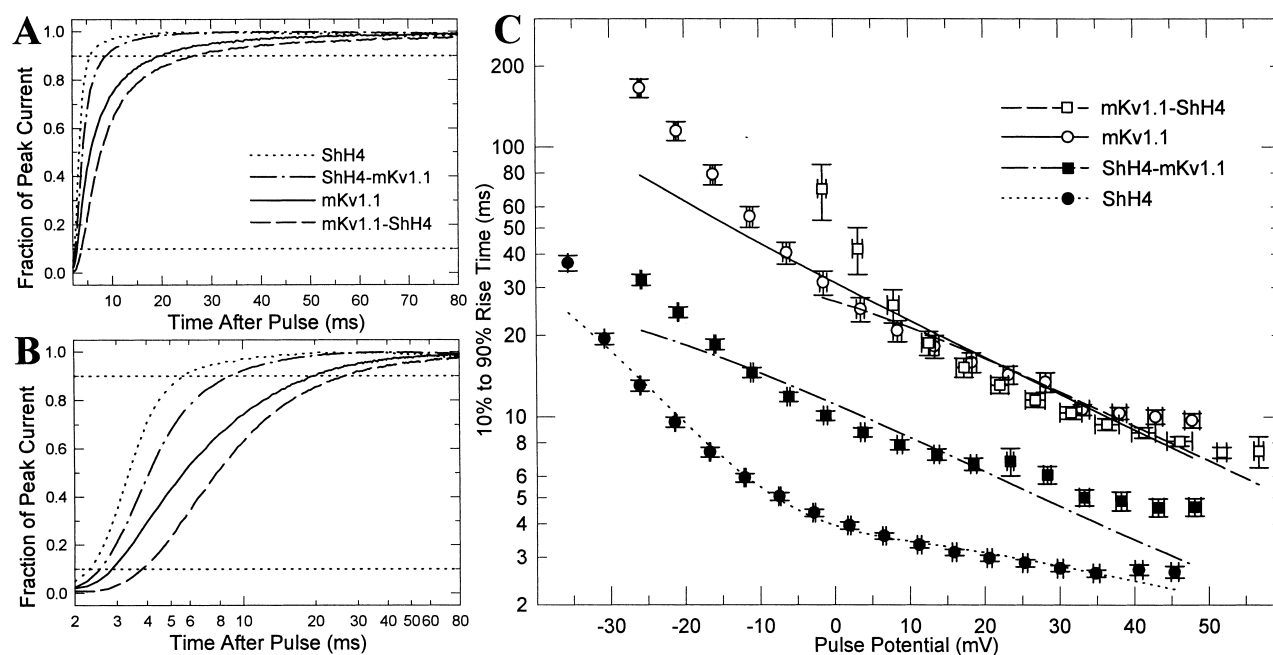 A
1.0
0.8
0.6
0.4
0.2
0.0
Fraction of Peak Current
ShH4
ShH4-mKv1.1
mKv1.1
mKv1.1-ShH4
10 20 30 40 50 60 70 80
Time After Pulse (ms)
B
1.0
0.8
0.6
0.4
0.2
0.0
Fraction of Peak Current
2 3 4 5 6 10 20 30 40 50 60 80
Time After Pulse (ms)
C
200
100
80
60
50
40
30
20
10
8
6
5
4
3
2
10% to 90% Rise Time (ms)
mKv1.1-ShH4
mKv1.1
ShH4-mKv1.1
ShH4
-30 -20 -10 0 10 20 30 40 50
Pulse Potential (mV)